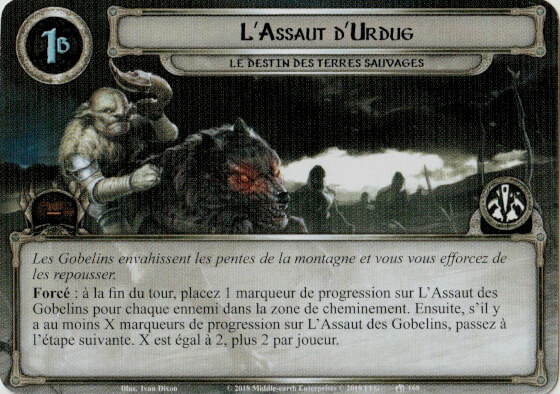 1B
L'Assaut d'Urdug
Le Destin des Terres Sauvages
Les Gobelins envahissent les pentes de la montagne et vous vous efforcez de
les repousser.
Forcé : à la fin du tour, placez 1 marqueur de progression sur L'Assaut des
Gobelins pour chaque ennemi dans la zone de cheminement. Ensuite, s'il y
a au moins X marqueurs de progression sur L'Assaut des Gobelins, passez à
l'étape suivante. X est égal à 2, plus 2 par joueur.
Illus. Ivan Dixon © 2018 Middle-earth Enterprises © 2018 FFG 168